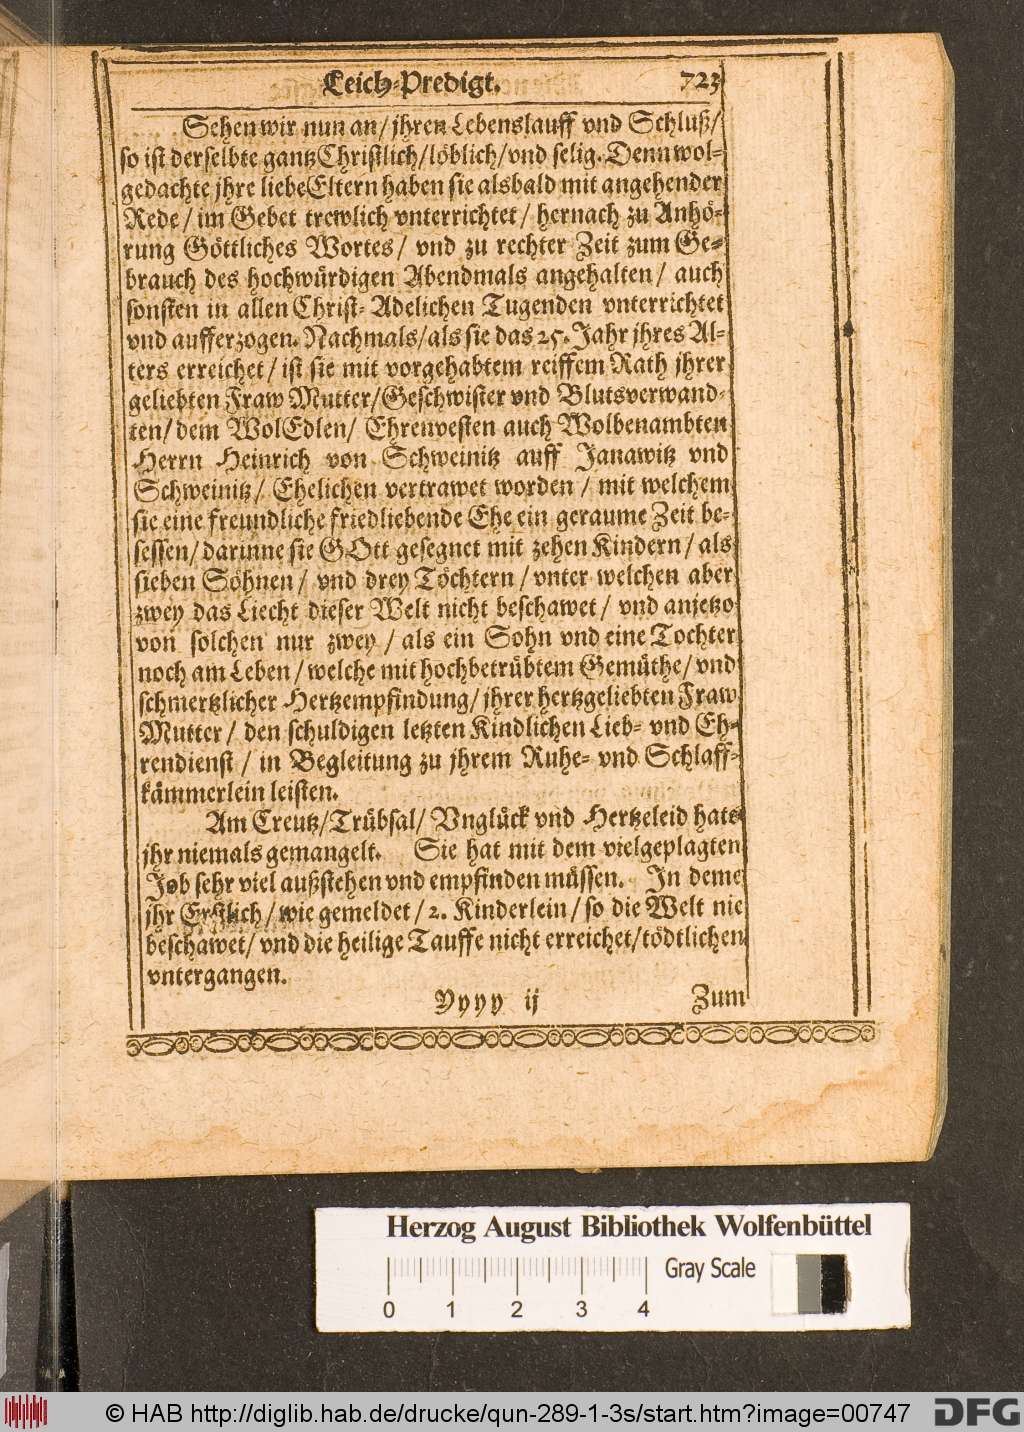 Leich-Predigt. 723
Sehen wir nun an/ jhren Lebenslauff vnd Schluß/
so ist derselbte gantz Christlich/ löblich/ vnd selig. Denn wol-
gedachte jhre liebe Eltern haben sie alsbald mit angehender
Rede/ im Gebet trewlich vnterrichtet/ hernach zu Anhö-
rung Göttliches Wortes/ vnd zu rechter Zeit zum Ge-
brauch des hochwürdigen Abendmals angehalten/ auch
sonsten in allen Christ- Adelichen Tugenden vnterrichtet
vnd aufferzogen. Nachmals/ als sie das 25. Jahr jhres Al-
ters erreichet/ ist sie mit vorgehabtem reiffem Rath jhrer
geliebten Fraw Mutter/ Geschwister vnd Blutsverwand-
ten/ dem WolEdlen/ Ehrenvesten auch Wolbenambten
Herrn Heinrich von Schweinitz auff Janawitz vnd
Schweinitz/ Ehelichen vertrawet worden/ mit welchem
sie eine freundliche friedliebende Ehe ein geraume Zeit be-
sessen/ darinne sie GOtt gesegnet mit zehen Kindern/ als
sieben Söhnen/ vnd drey Töchtern/ vnter welchen aber
zwey das Liecht dieser Welt nicht beschawet/ vnd anjetzo
von solchen nur zwey/ als ein Sohn vnd eine Tochter
noch am Leben/ welche mit hochbetrübtem Gemüthe/ vnd
schmertzlicher Hertzempfindung/ jhrer hertzgeliebten Fraw
Mutter/ den schuldigen letzten Kindlichen Lieb- vnd Eh-
rendienst/ in Begleitung zu jhrem Ruhe- vnd Schlaff-
kämmerlein leisten.
Am Creutz/ Trübsal/ Vnglück vnd Hertzeleid hats
jhr niemals gemangelt. Sie hat mit dem vielgeplagten
Job sehr viel außstehen vnd empfinden müssen. In deme
jhr Erstlich/ wie gemeldet/ 2. Kinderlein/ so die Welt nie
beschawet/ vnd die heilige Tauffe nicht erreichet/ tödtlichen
vntergangen.
Yyyy ij Zum
Herzog August Bibliothek Wolfenbüttel
Gray Scale
0 1 2 3 4
© HAB http://diglib.hab.de/drucke/qun-289-1-3s/start.htm?image=00747
DFG